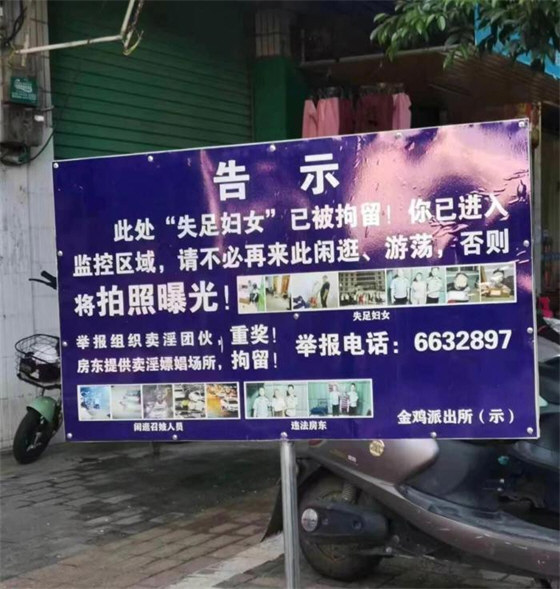 告 示
此处“失足妇女”已被拘留！你已进入
监控区域，请不必再来此闲逛、游荡，否则
将拍照曝光！
失足妇女
举报组织卖淫团伙，重奖！
房东提供卖淫嫖娼场所，拘留！
举报电话：6632897
闲逛召嫖人员
违法房东
金鸡派出所（示）